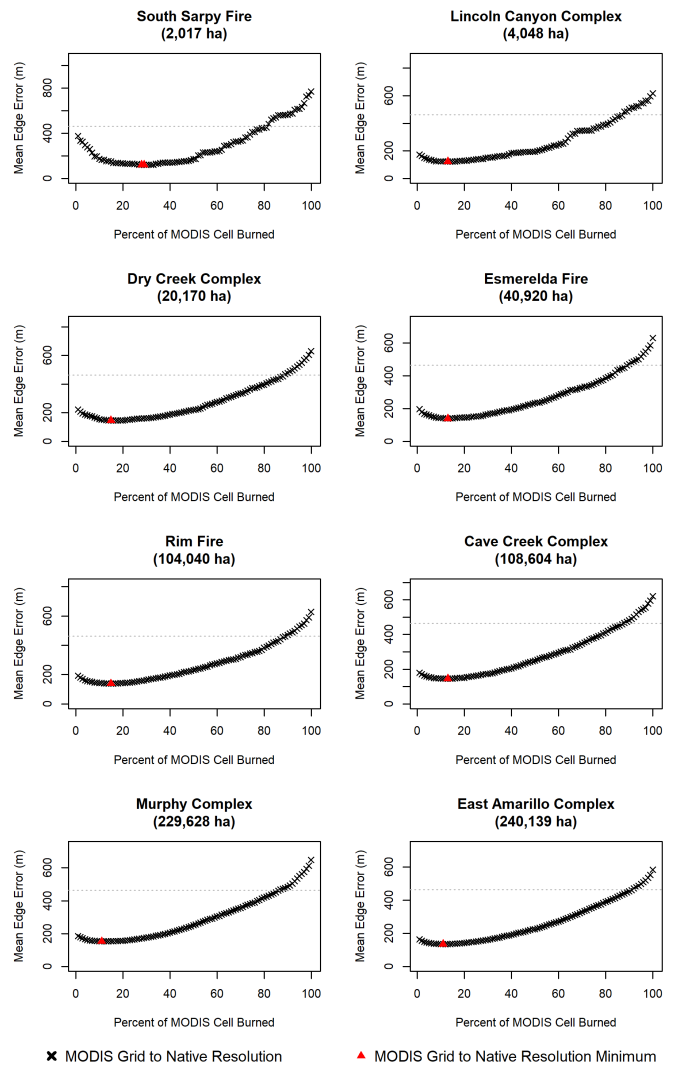 South Sarpy Fire
(2,017 ha)
Mean Edge Error (m)
0 400 800
0 20 40 60 80 100
Percent of MODIS Cell Burned
Lincoln Canyon Complex
(4,048 ha)
Mean Edge Error (m)
0 200 600
0 20 40 60 80 100
Percent of MODIS Cell Burned
Dry Creek Complex
(20,170 ha)
Mean Edge Error (m)
0 200 600
0 20 40 60 80 100
Percent of MODIS Cell Burned
Esmerelda Fire
(40,920 ha)
Mean Edge Error (m)
0 200 400 600
0 20 40 60 80 100
Percent of MODIS Cell Burned
Rim Fire
(104,040 ha)
Mean Edge Error (m)
0 200 600
0 20 40 60 80 100
Percent of MODIS Cell Burned
Cave Creek Complex
(108,604 ha)
Mean Edge Error (m)
0 200 400 600
0 20 40 60 80 100
Percent of MODIS Cell Burned
Murphy Complex
(229,628 ha)
Mean Edge Error (m)
0 200 400 600
0 20 40 60 80 100
Percent of MODIS Cell Burned
East Amarillo Complex
(240,139 ha)
Mean Edge Error (m)
0 200 400 600
0 20 40 60 80 100
Percent of MODIS Cell Burned
MODIS Grid to Native Resolution
MODIS Grid to Native Resolution Minimum